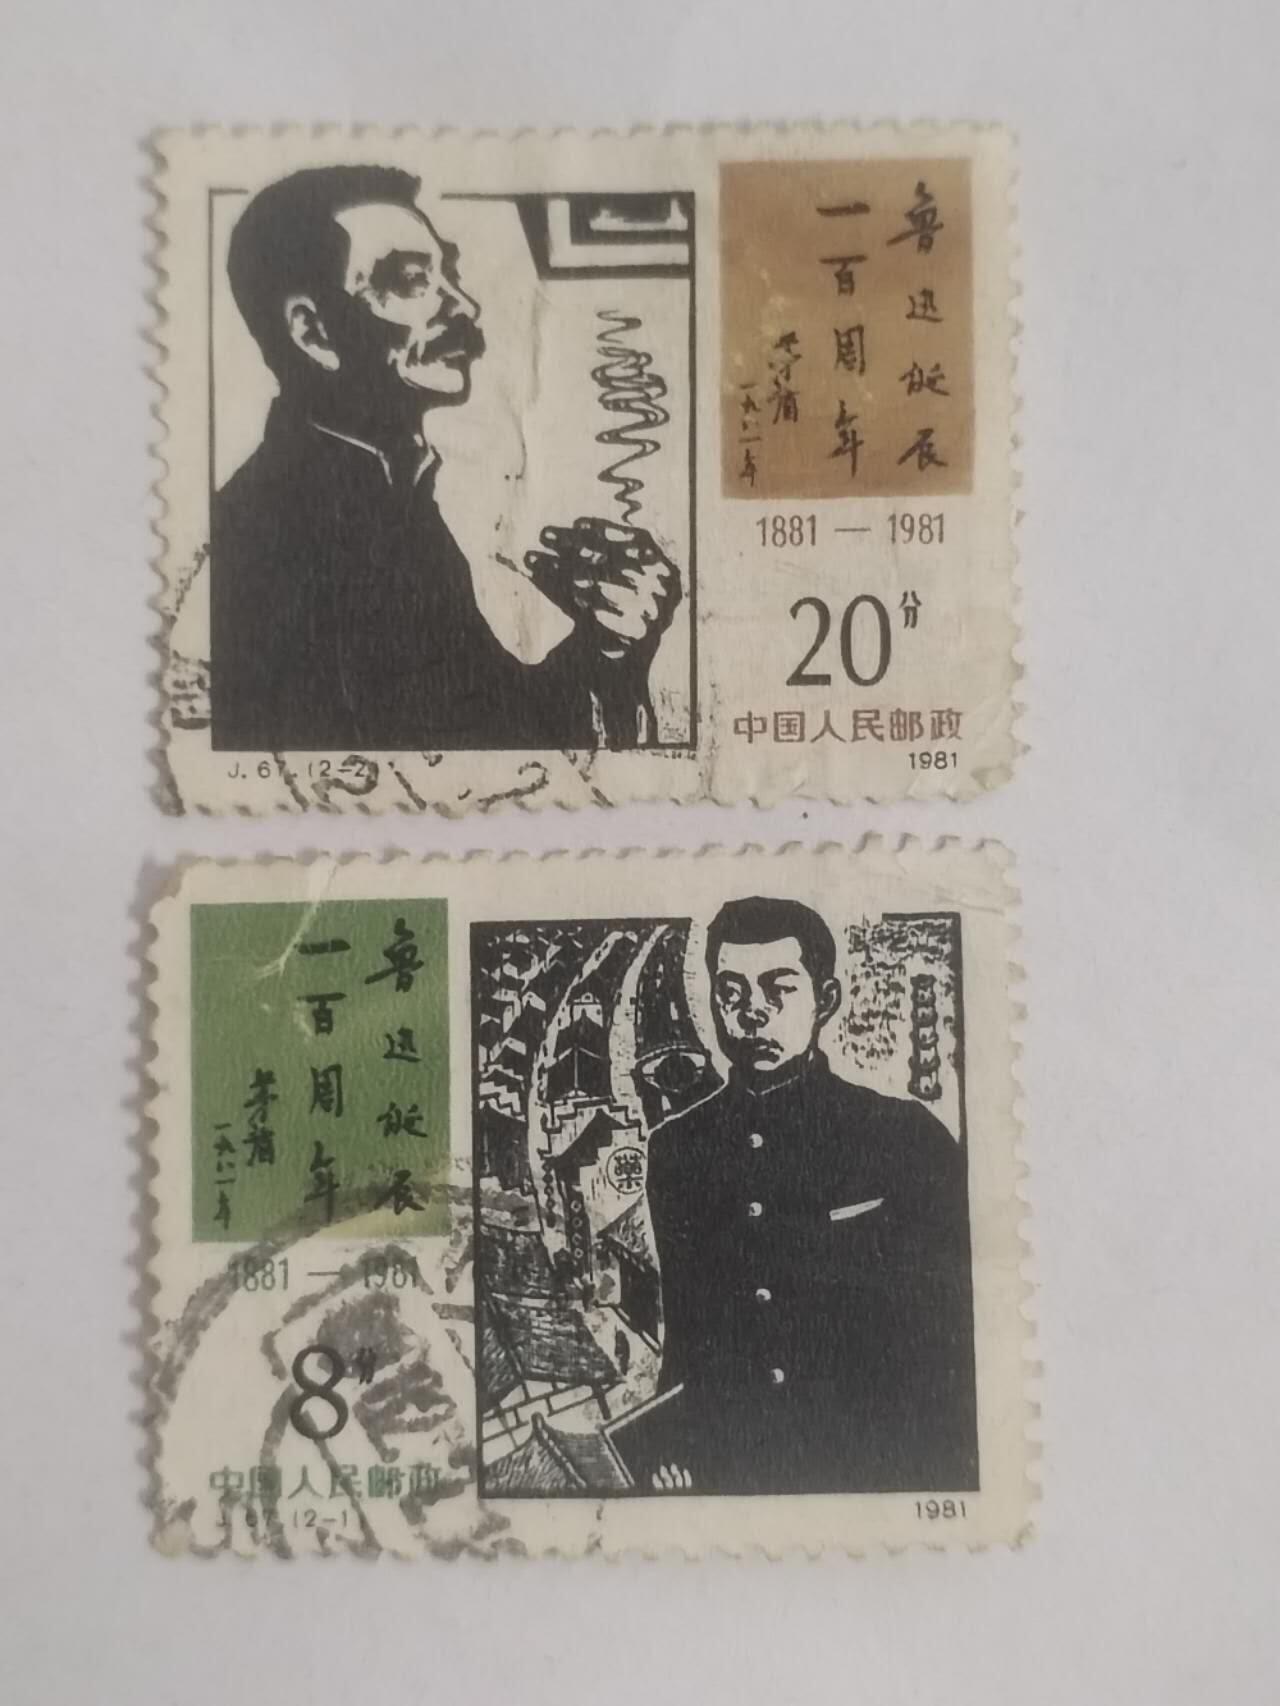 鲁迅诞辰
一百周年
茅盾
一九八一年
1881—1981
20分
中国人民邮政
1981
J.67.(2-2)
鲁迅诞辰
一百周年
茅盾
一九八一年
藥
1881—1981
8分
中国人民邮政
J.67.(2-1)
1981